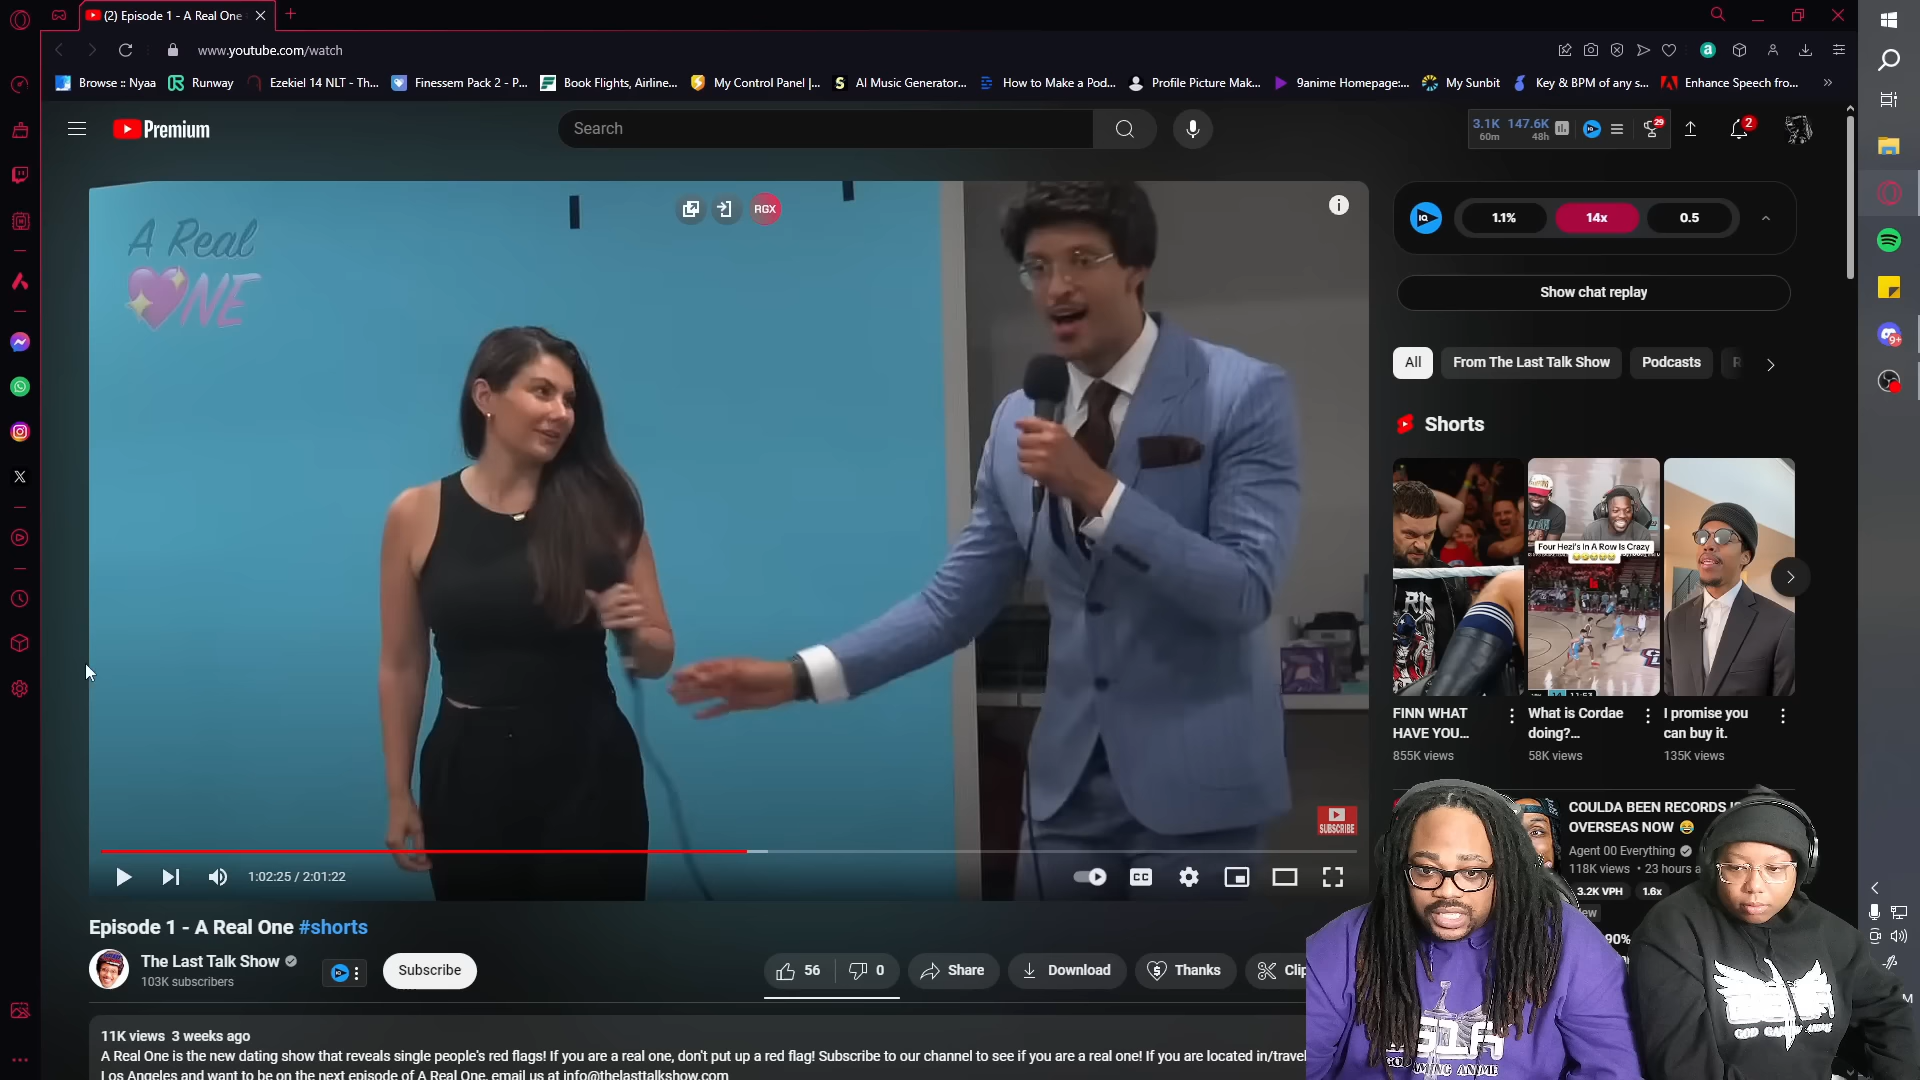 (2) Episode 1 - A Real One
www.youtube.com/watch
Browse :: Nyaa
Runway
Ezekiel 14 NLT - Th...
Finessem Pack 2 - P...
Book Flights, Airline...
My Control Panel |...
AI Music Generator...
How to Make a Pod...
Profile Picture Mak...
9anime Homepage:...
My Sunbit
Key & BPM of any s...
Enhance Speech fro...
Premium
Search
3.1K 147.6K
60m 48h
29
2
A Real
ONE
RGX
IQ
1.1%
14x
0.5
Show chat replay
All
From The Last Talk Show
Podcasts
Shorts
Four Hezi's In A Row Is Crazy
FINN WHAT
HAVE YOU...
855K views
What is Cordae
doing?...
58K views
I promise you
can buy it.
135K views
SUBSCRIBE
1:02:25 / 2:01:22
CC
COULDA BEEN RECORDS
OVERSEAS NOW 😂
Agent 00 Everything
118K views • 23 hours a
3.2K VPH
1.6x
90%
Episode 1 - A Real One #shorts
The Last Talk Show
103K subscribers
Subscribe
56
0
Share
Download
Thanks
Clip
11K views 3 weeks ago
A Real One is the new dating show that reveals single people's red flags! If you are a real one, don't put up a red flag! Subscribe to our channel to see if you are a real one! If you are located in/travel
Los Angeles and want to be on the next episode of A Real One, email us at info@thelasttalkshow.com
GOD GAMING ANIME
9+